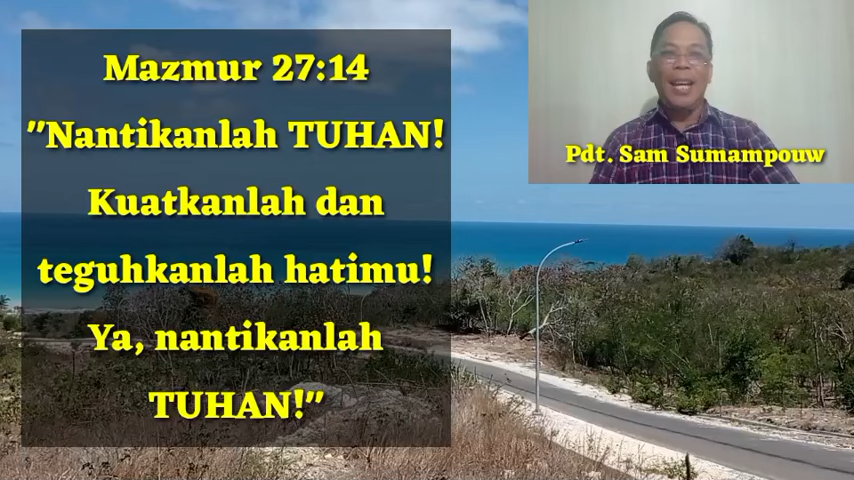 Mazmur 27:14
"Nantikanlah TUHAN!
Kuatkanlah dan
teguhkanlah hatimu!
Ya, nantikanlah
TUHAN!"
Pdt. Sam Sumampouw